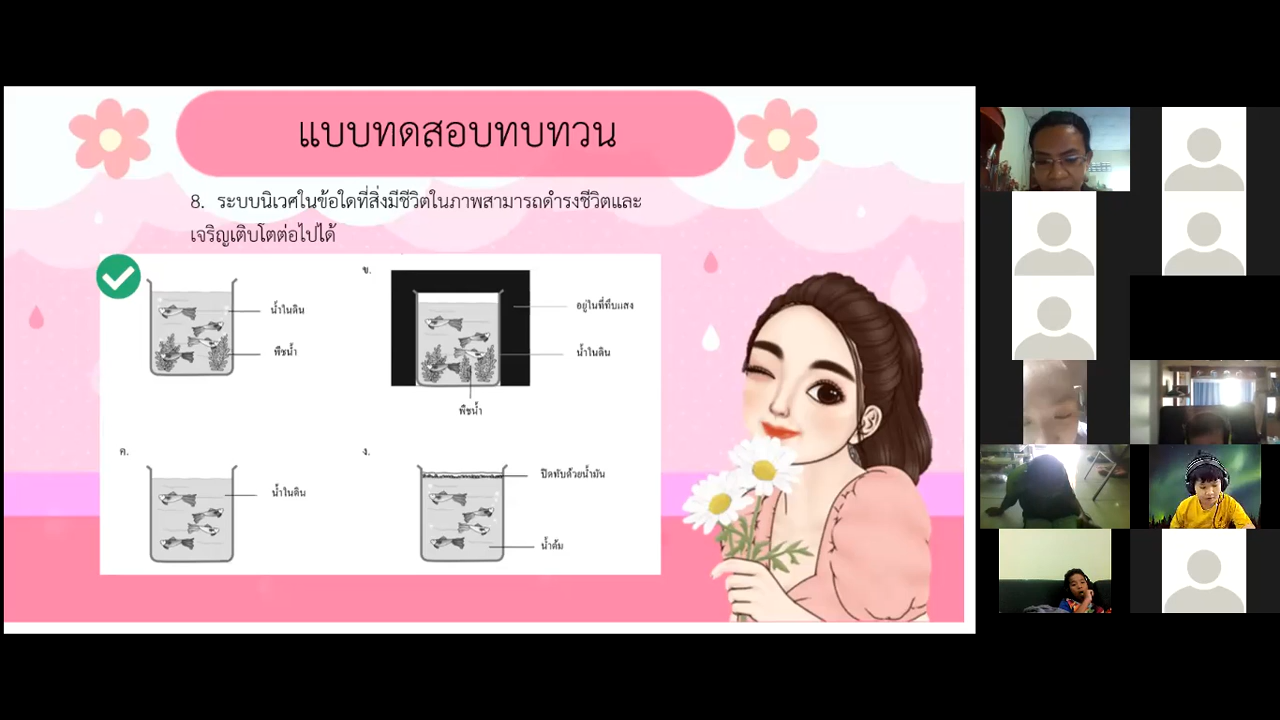 แบบทดสอบทบทวน
8. ระบบนิเวศในข้อใดที่สิ่งมีชีวิตในภาพสามารถดำรงชีวิตและ
เจริญเติบโตต่อไปได้
น้ำในดิน
พืชน้ำ
ข.
อยู่ในที่ทึบแสง
น้ำในดิน
พืชน้ำ
ค.
น้ำในดิน
ง.
ปิดทับด้วยน้ำมัน
น้ำต้ม